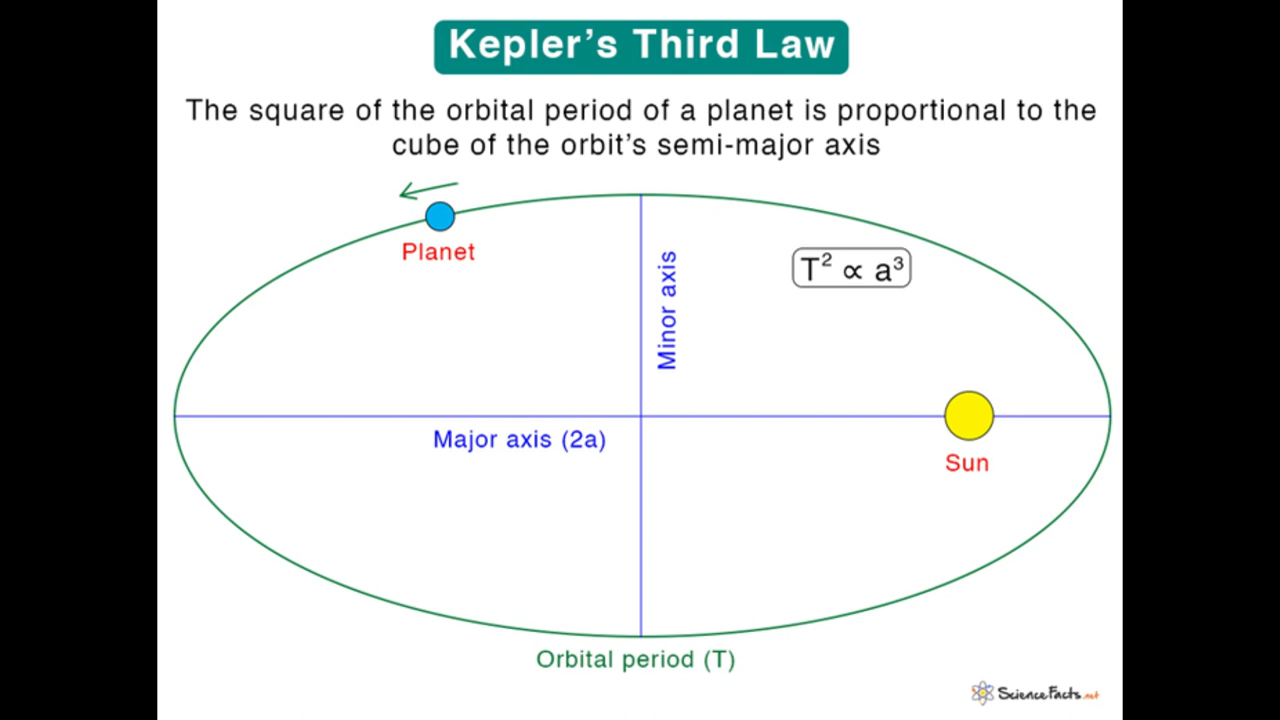 Kepler’s Third Law
The square of the orbital period of a planet is proportional to the
cube of the orbit’s semi-major axis
Planet
Minor axis
T² ∝ a³
Major axis (2a)
Sun
Orbital period (T)
ScienceFacts.net